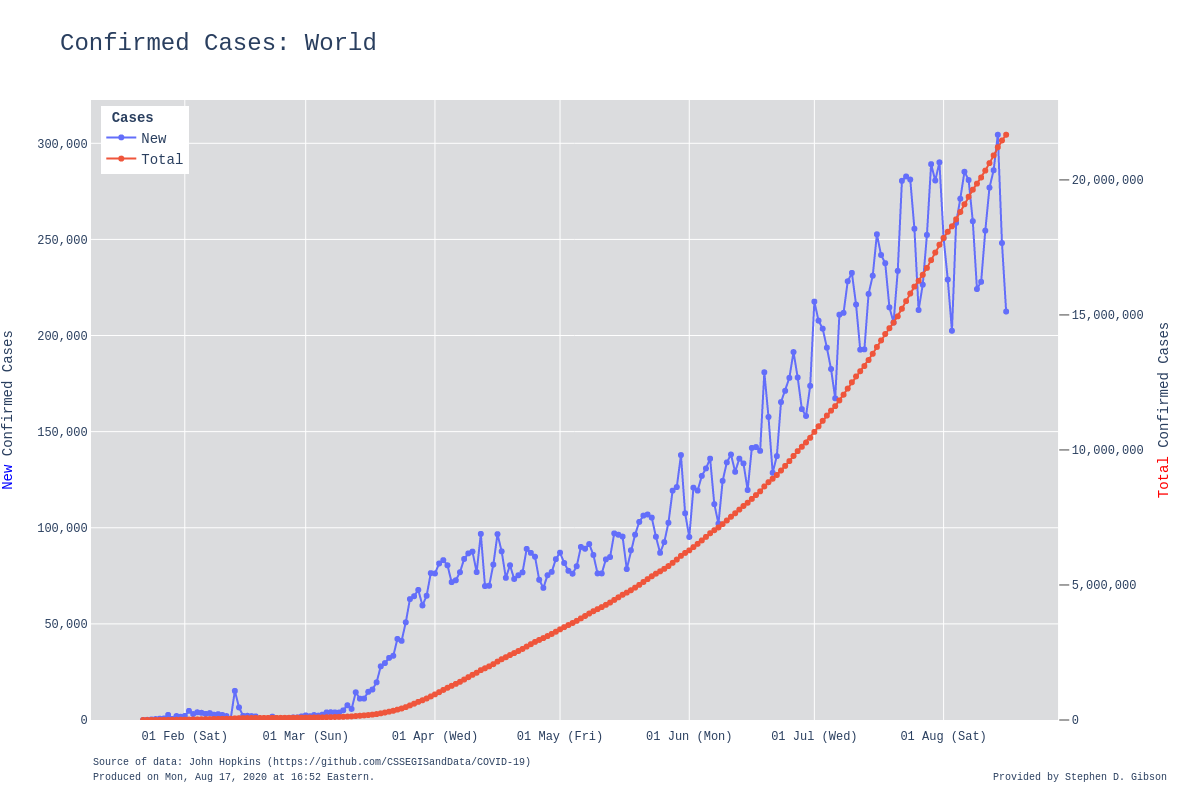 Confirmed Cases: World
Cases
New
Total
300,000
250,000
200,000
150,000
100,000
50,000
0
New Confirmed Cases
20,000,000
15,000,000
10,000,000
5,000,000
0
Total Confirmed Cases
01 Feb (Sat)
01 Mar (Sun)
01 Apr (Wed)
01 May (Fri)
01 Jun (Mon)
01 Jul (Wed)
01 Aug (Sat)
Source of data: John Hopkins (https://github.com/CSSEGISandData/COVID-19)
Produced on Mon, Aug 17, 2020 at 16:52 Eastern.
Provided by Stephen D. Gibson